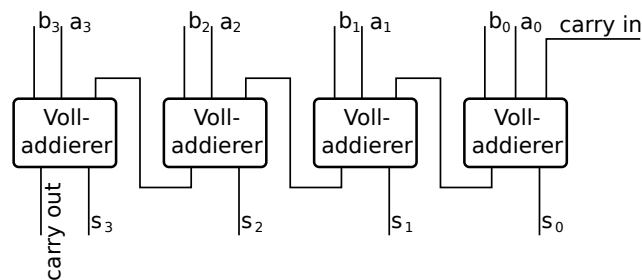 b₃ a₃ b₂ a₂ b₁ a₁ b₀ a₀ carry in
Voll-
addierer
Voll-
addierer
Voll-
addierer
Voll-
addierer
carry out s₃ s₂ s₁ s₀